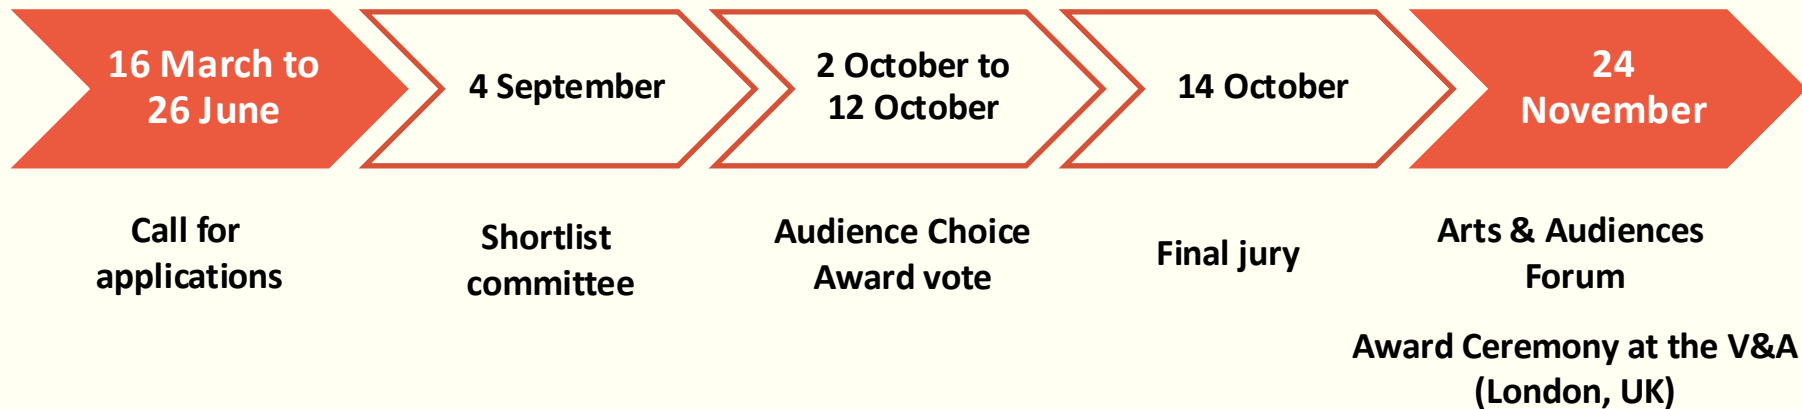 16 March to
26 June
4 September
2 October to
12 October
14 October
24
November
Call for
applications
Shortlist
committee
Audience Choice
Award vote
Final jury
Arts & Audiences
Forum
Award Ceremony at the V&A
(London, UK)